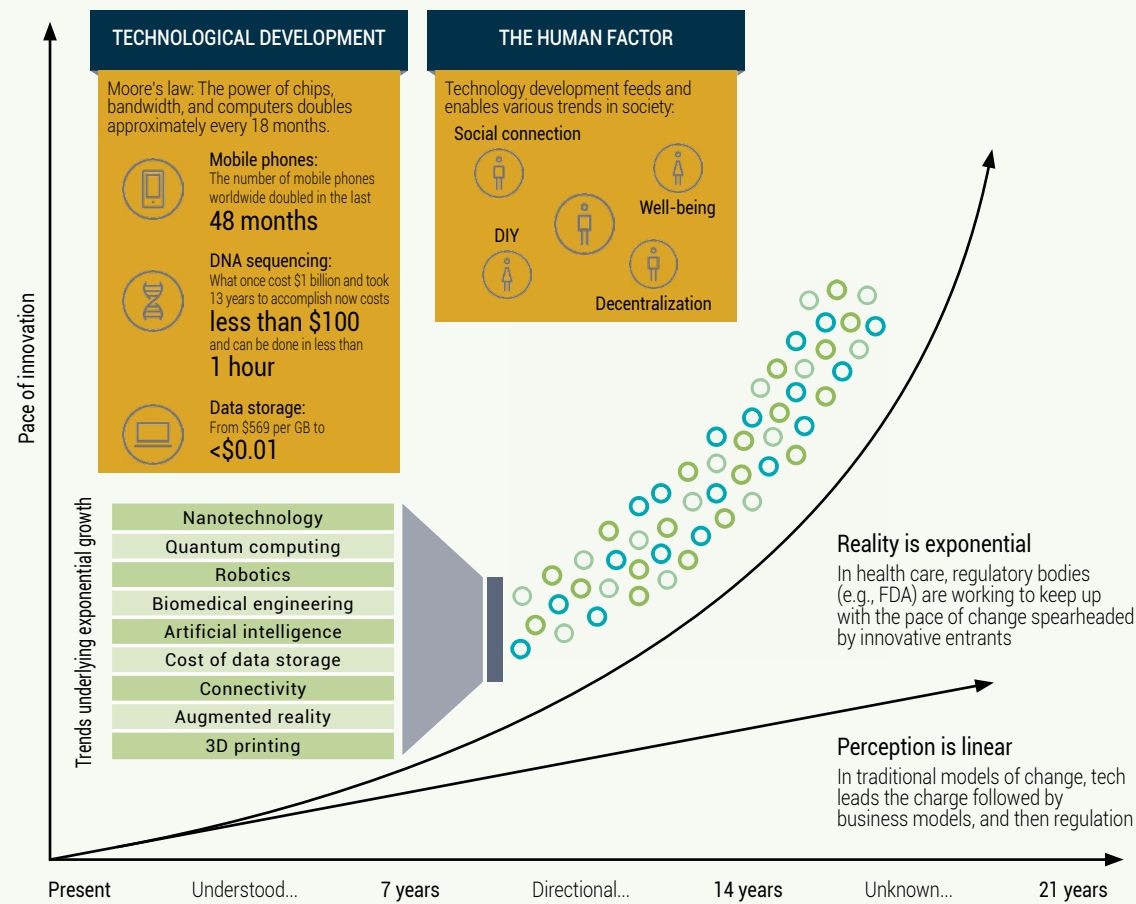 TECHNOLOGICAL DEVELOPMENT
Moore's law: The power of chips,
bandwidth, and computers doubles
approximately every 18 months.
Mobile phones:
The number of mobile phones
worldwide doubled in the last
48 months
DNA sequencing:
What once cost $1 billion and took
13 years to accomplish now costs
less than $100
and can be done in less than
1 hour
Data storage:
From $569 per GB to
<$0.01
THE HUMAN FACTOR
Technology development feeds and
enables various trends in society:
Social connection
Well-being
DIY
Decentralization
Pace of innovation
Trends underlying exponential growth
Nanotechnology
Quantum computing
Robotics
Biomedical engineering
Artificial intelligence
Cost of data storage
Connectivity
Augmented reality
3D printing
Reality is exponential
In health care, regulatory bodies
(e.g., FDA) are working to keep up
with the pace of change spearheaded
by innovative entrants
Perception is linear
In traditional models of change, tech
leads the charge followed by
business models, and then regulation
Present Understood... 7 years Directional... 14 years Unknown... 21 years